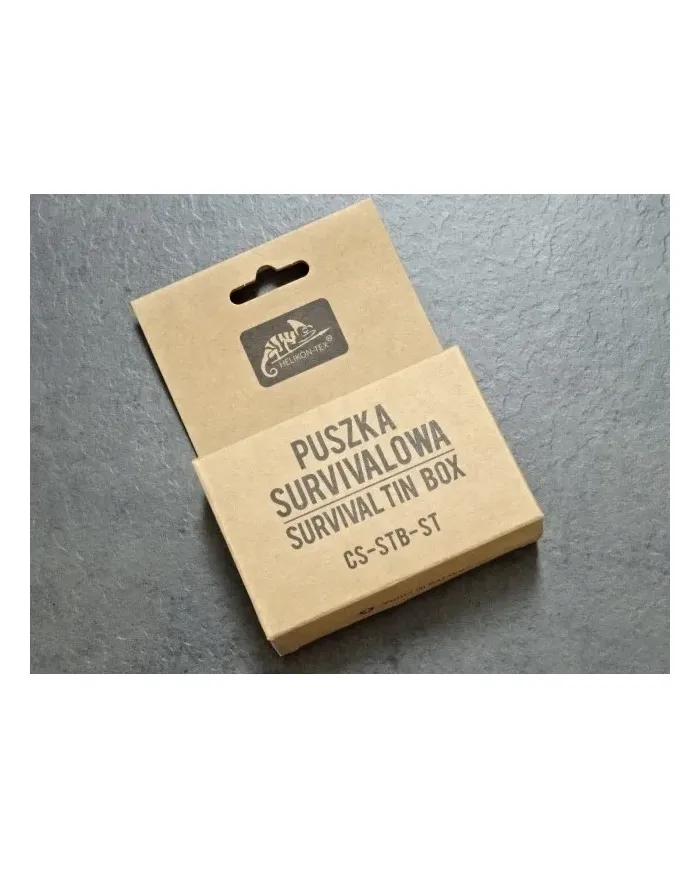 HELIKON-TEX®
PUSZKA
SURVIVALOWA
SURVIVAL TIN BOX
CS-STB-ST